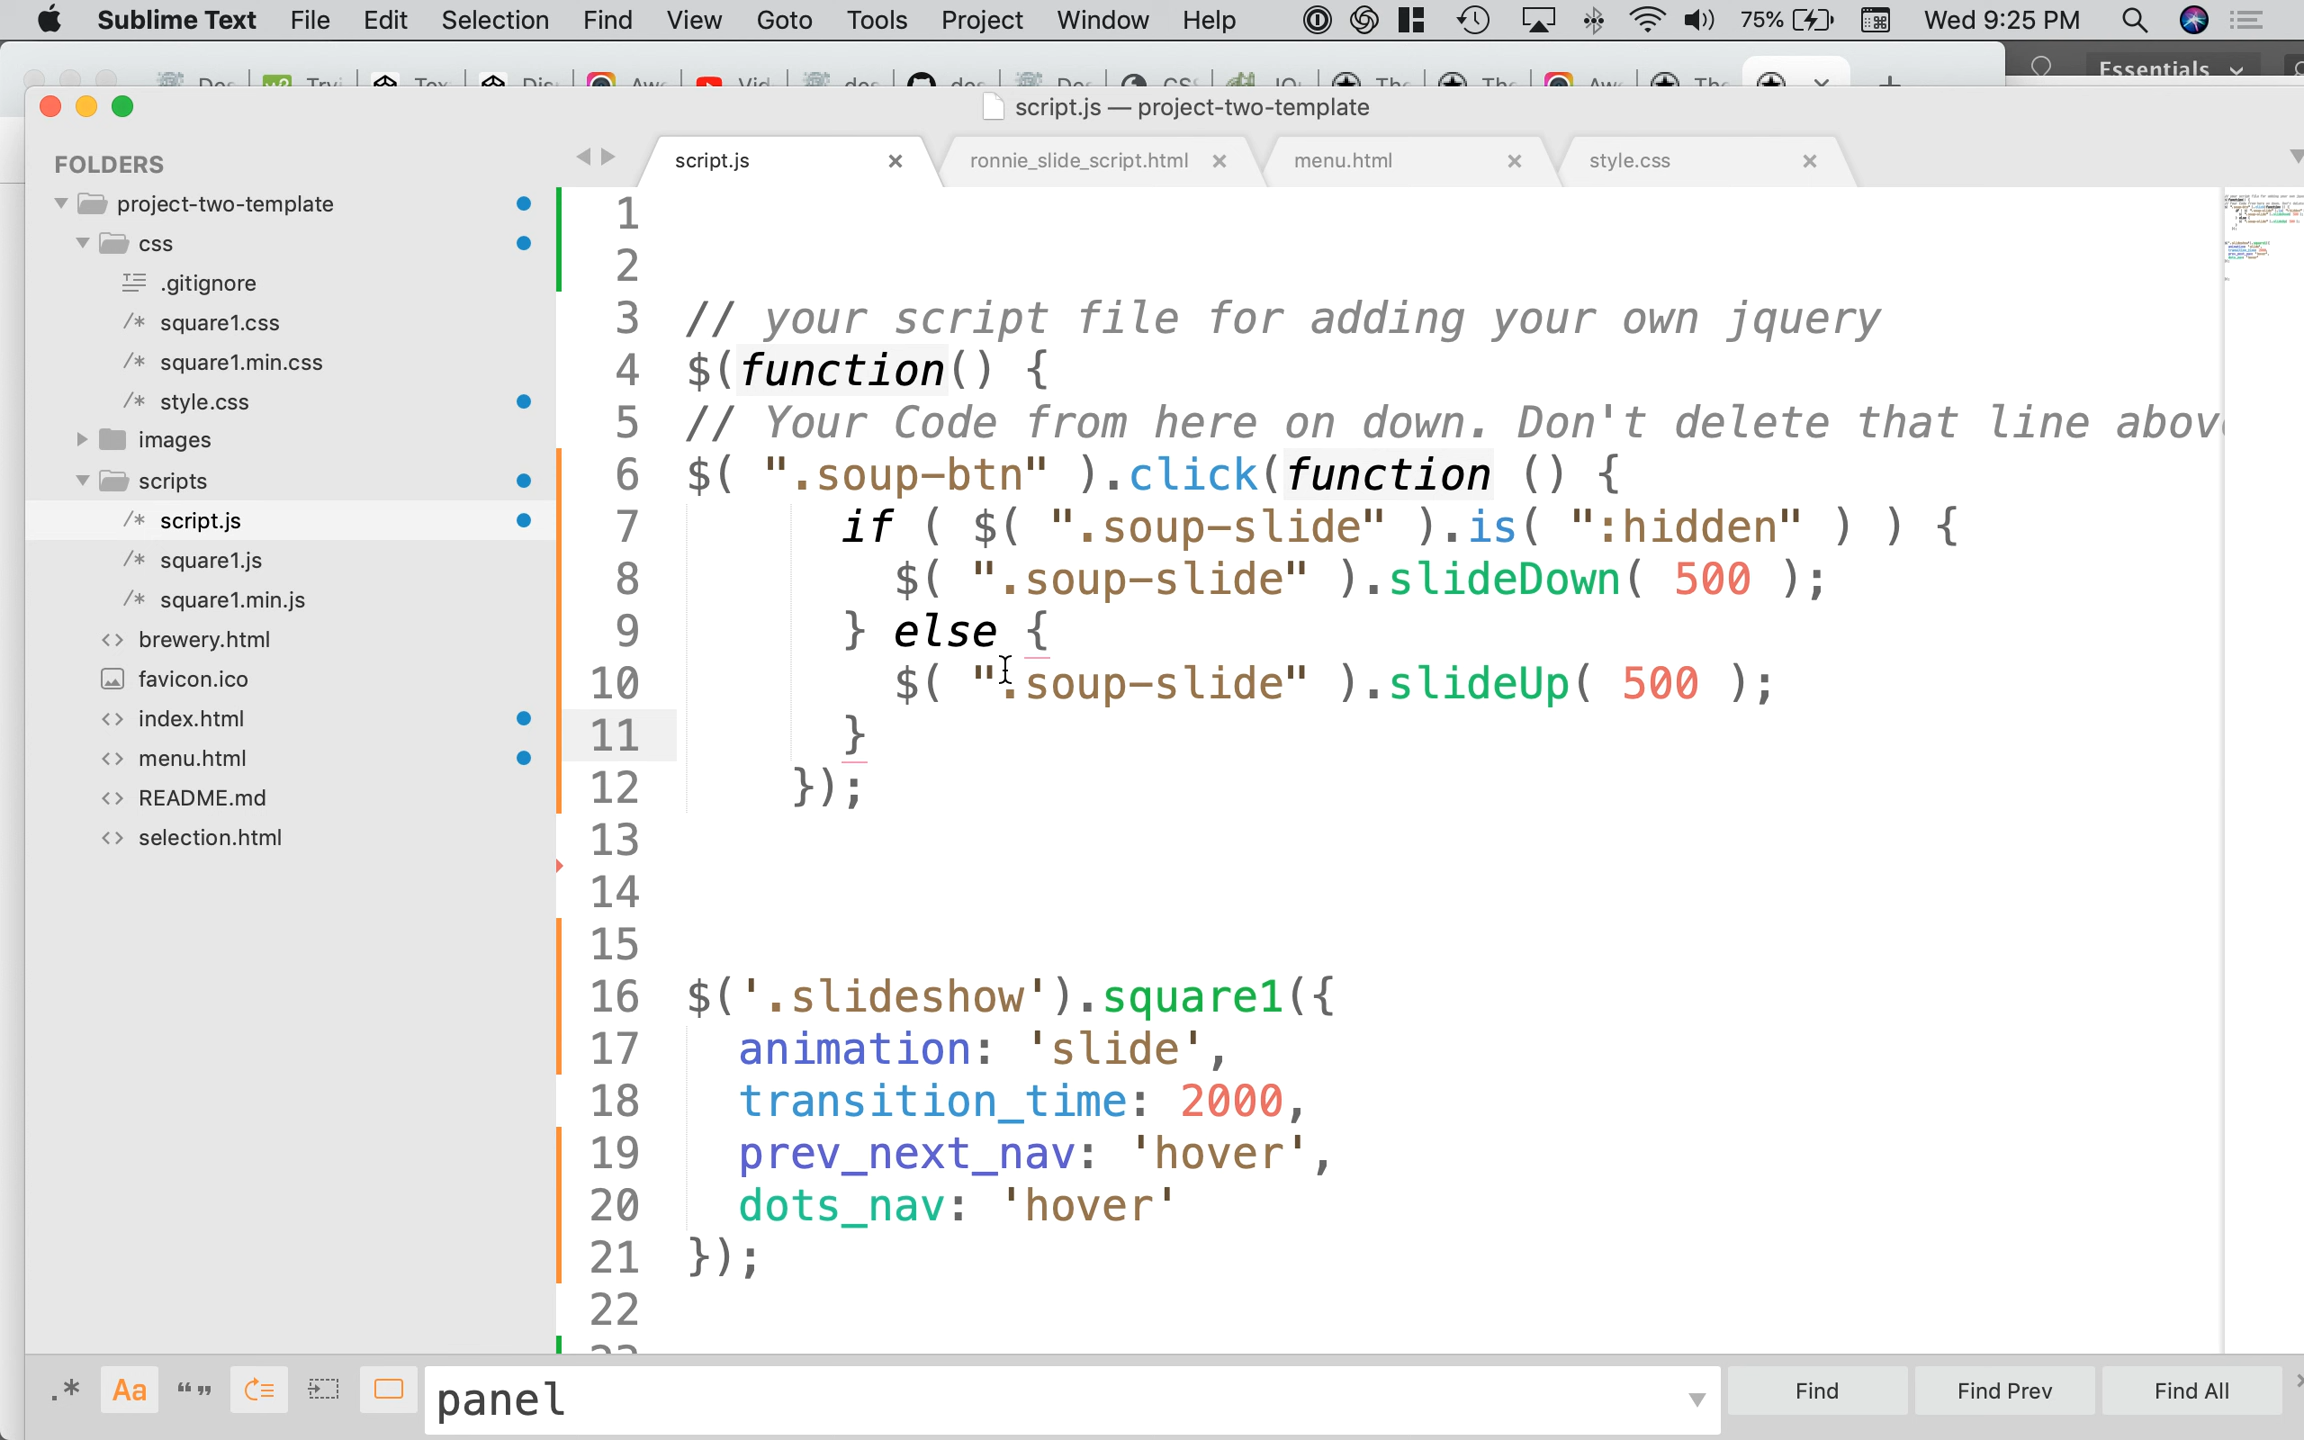 Sublime Text File Edit Selection Find View Goto Tools Project Window Help 75% Wed 9:25 PM
Essentials
script.js — project-two-template
FOLDERS
script.js ronnie_slide_script.html menu.html style.css
project-two-template
css
.gitignore
/* square1.css
/* square1.min.css
/* style.css
images
scripts
/* script.js
/* square1.js
/* square1.min.js
<> brewery.html
favicon.ico
<> index.html
<> menu.html
<> README.md
<> selection.html
1
2
3 // your script file for adding your own jquery
4 $(function() {
5 // Your Code from here on down. Don't delete that line
6 $( ".soup-btn" ).click(function () {
7 if ( $( ".soup-slide" ).is( ":hidden" ) ) {
8 $( ".soup-slide" ).slideDown( 500 );
9 } else {
10 $( ".soup-slide" ).slideUp( 500 );
11 }
12 });
13
14
15
16 $('.slideshow').square1({
17 animation: 'slide',
18 transition_time: 2000,
19 prev_next_nav: 'hover',
20 dots_nav: 'hover'
21 });
22
.* Aa “” panel Find Find Prev Find All